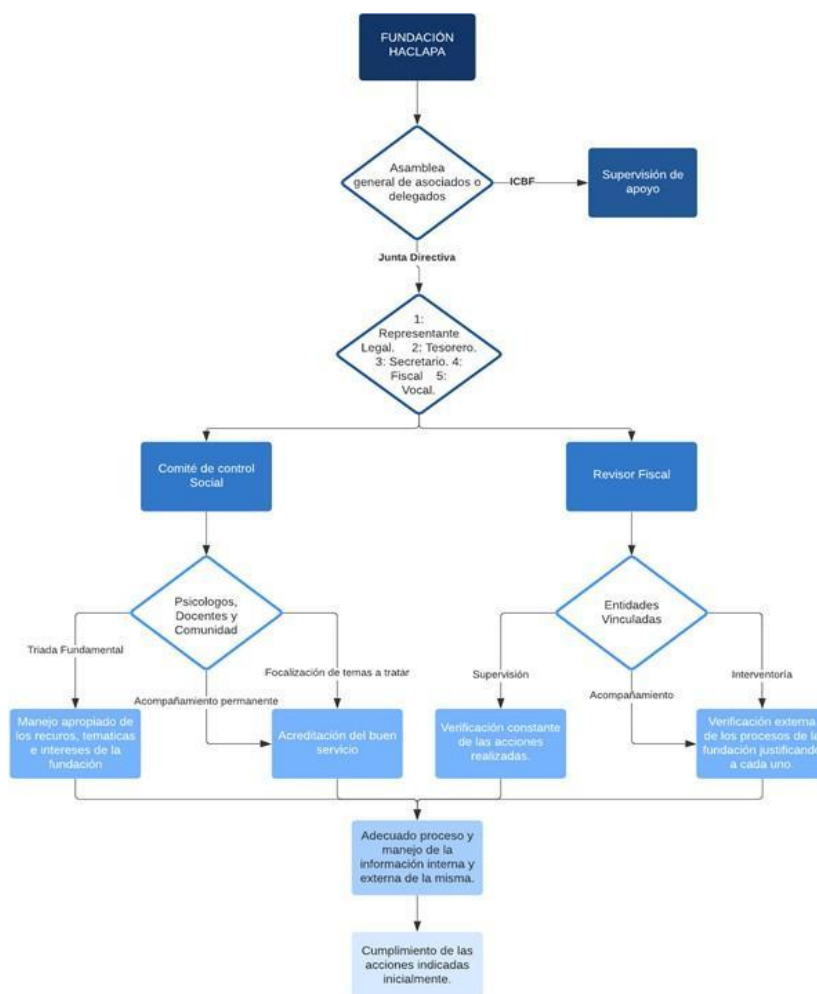 FUNDACIÓN
HACLAPA
Asamblea
general de asociados o
delegados
ICBF
Supervisión de
apoyo
Junta Directiva
1:
Representante
Legal. 2: Tesorero.
3: Secretario. 4:
Fiscal 5:
Vocal.
Comité de control
Social
Revisor Fiscal
Psicologos,
Docentes y
Comunidad
Entidades
Vinculadas
Triada Fundamental
Focalización de temas a tratar
Acompañamiento permanente
Supervisión
Interventoría
Acompañamiento
Manejo apropiado de
los recuros, tematicas
e intereses de la
fundación
Acreditación del buen
servicio
Verificación constante
de las acciones
realizadas.
Verificación externa
de los procesos de la
fundación justificando
a cada uno.
Adecuado proceso y
manejo de la
información interna y
externa de la misma.
Cumplimiento de las
acciones indicadas
inicialmente.